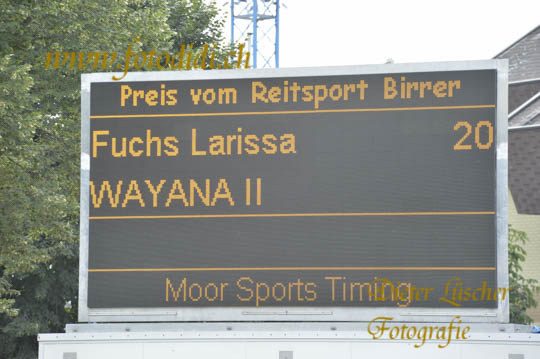 www.fotodidi.ch
Preis vom Reitsport Birrer
Fuchs Larissa 20
WAYANA II
Moor Sports Timing
Dieter Lüscher
Fotografie